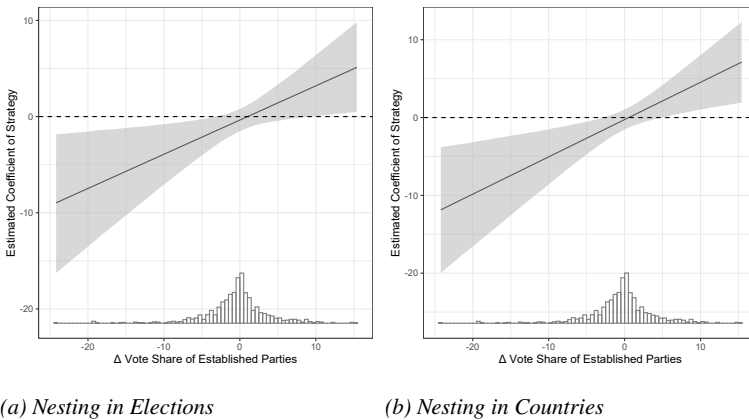 10
0
-10
-20
Estimated Coefficient of Strategy
-20 -10 0 10
Δ Vote Share of Established Parties
10
0
-10
-20
Estimated Coefficient of Strategy
-20 -10 0 10
Δ Vote Share of Established Parties
(a) Nesting in Elections
(b) Nesting in Countries